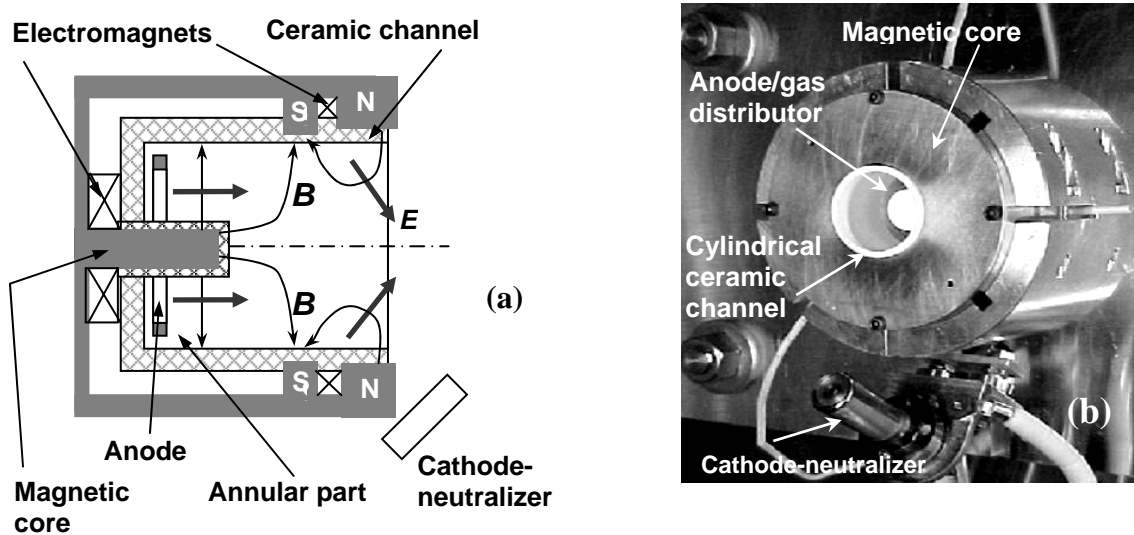 Electromagnets
Ceramic channel
S
N
B
E
B
(a)
S
N
Anode
Magnetic
core
Annular part
Cathode-
neutralizer
Magnetic core
Anode/gas
distributor
Cylindrical
ceramic
channel
(b)
Cathode-neutralizer